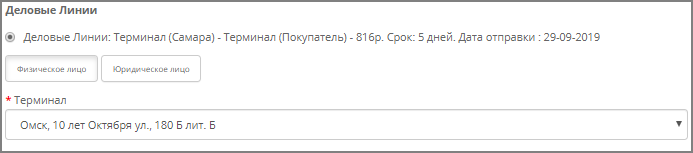 Деловые Линии
Деловые Линии: Терминал (Самара) - Терминал (Покупатель) - 816р. Срок: 5 дней. Дата отправки : 29-09-2019
Физическое лицо Юридическое лицо
* Терминал
Омск, 10 лет Октября ул., 180 Б лит. Б